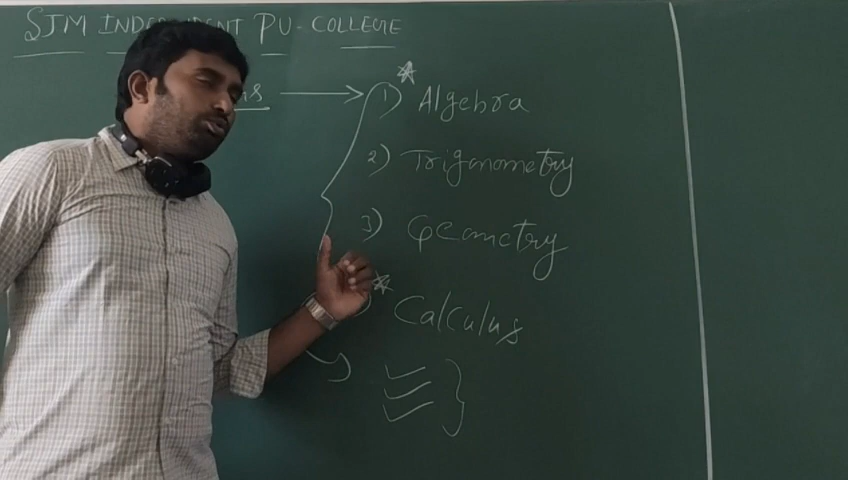 SJM INDEPENDENT PU - COLLEGE
1) Algebra
2) Trigonometry
3) Geometry
Calculus